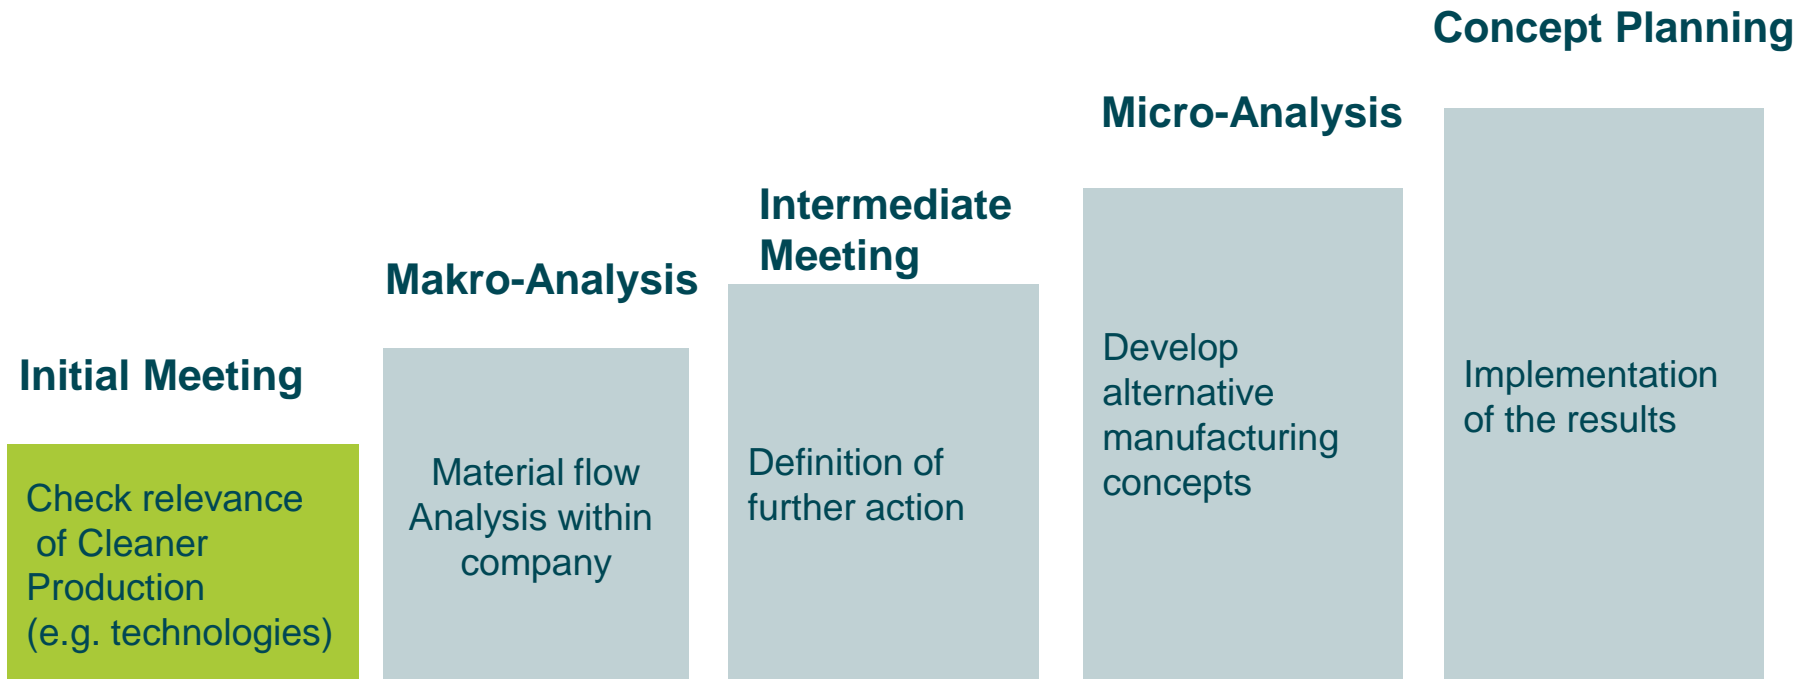 Initial Meeting
Check relevance
of Cleaner
Production
(e.g. technologies)
Makro-Analysis
Material flow
Analysis within
company
Intermediate
Meeting
Definition of
further action
Micro-Analysis
Develop
alternative
manufacturing
concepts
Concept Planning
Implementation
of the results